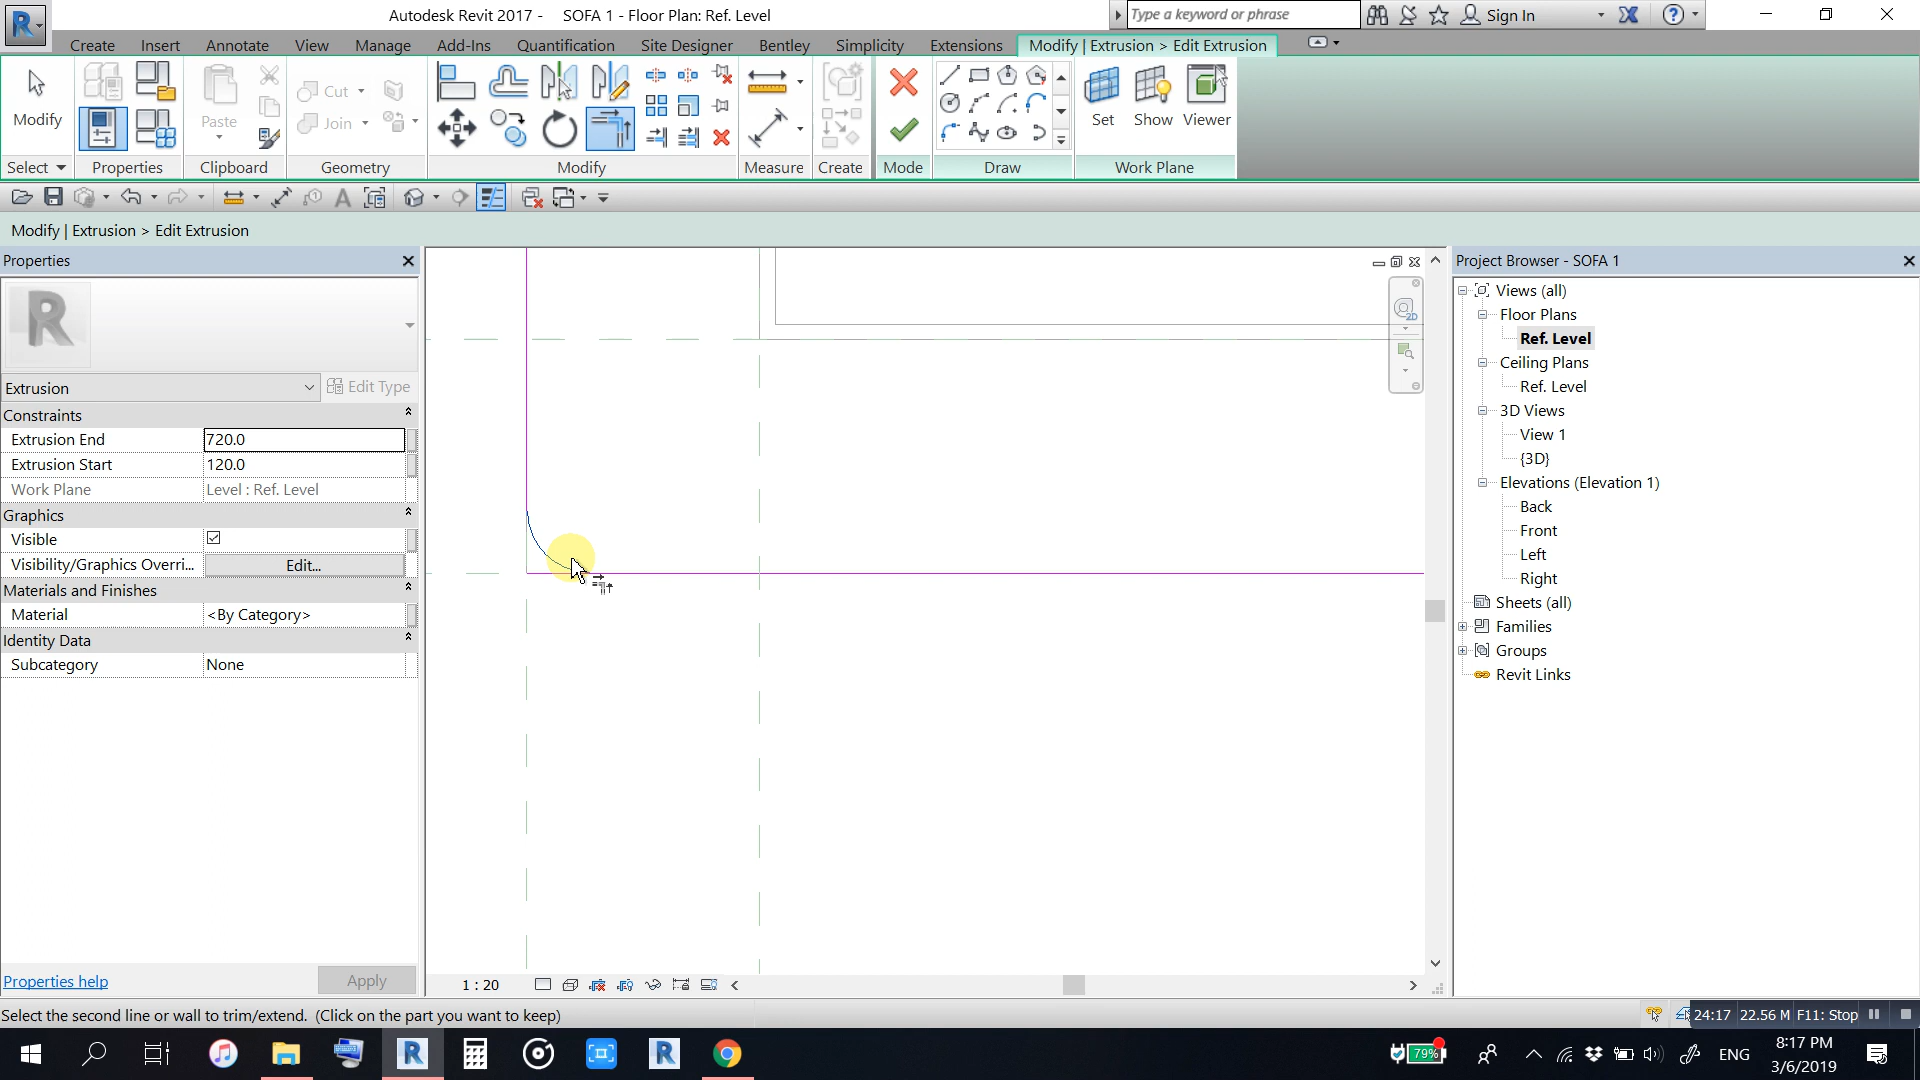 Autodesk Revit 2017 - SOFA 1 - Floor Plan: Ref. Level
Type a keyword or phrase
Sign In
Create Insert Annotate View Manage Add-Ins Quantification Site Designer Bentley Simplicity Extensions Modify | Extrusion > Edit Extrusion
Modify
Paste
Cut
Join
Set Show Viewer
Select Properties Clipboard Geometry Modify Measure Create Mode Draw Work Plane
Modify | Extrusion > Edit Extrusion
Properties
Extrusion
Edit Type
Constraints
Extrusion End 720.0
Extrusion Start 120.0
Work Plane Level : Ref. Level
Graphics
Visible
Visibility/Graphics Overri... Edit...
Materials and Finishes
Material <By Category>
Identity Data
Subcategory None
Properties help
Apply
2D
1 : 20
Project Browser - SOFA 1
Views (all)
Floor Plans
Ref. Level
Ceiling Plans
Ref. Level
3D Views
View 1
{3D}
Elevations (Elevation 1)
Back
Front
Left
Right
Sheets (all)
Families
Groups
Revit Links
Select the second line or wall to trim/extend. (Click on the part you want to keep)
24:17 22.56 M F11: Stop
79%
ENG
8:17 PM
3/6/2019